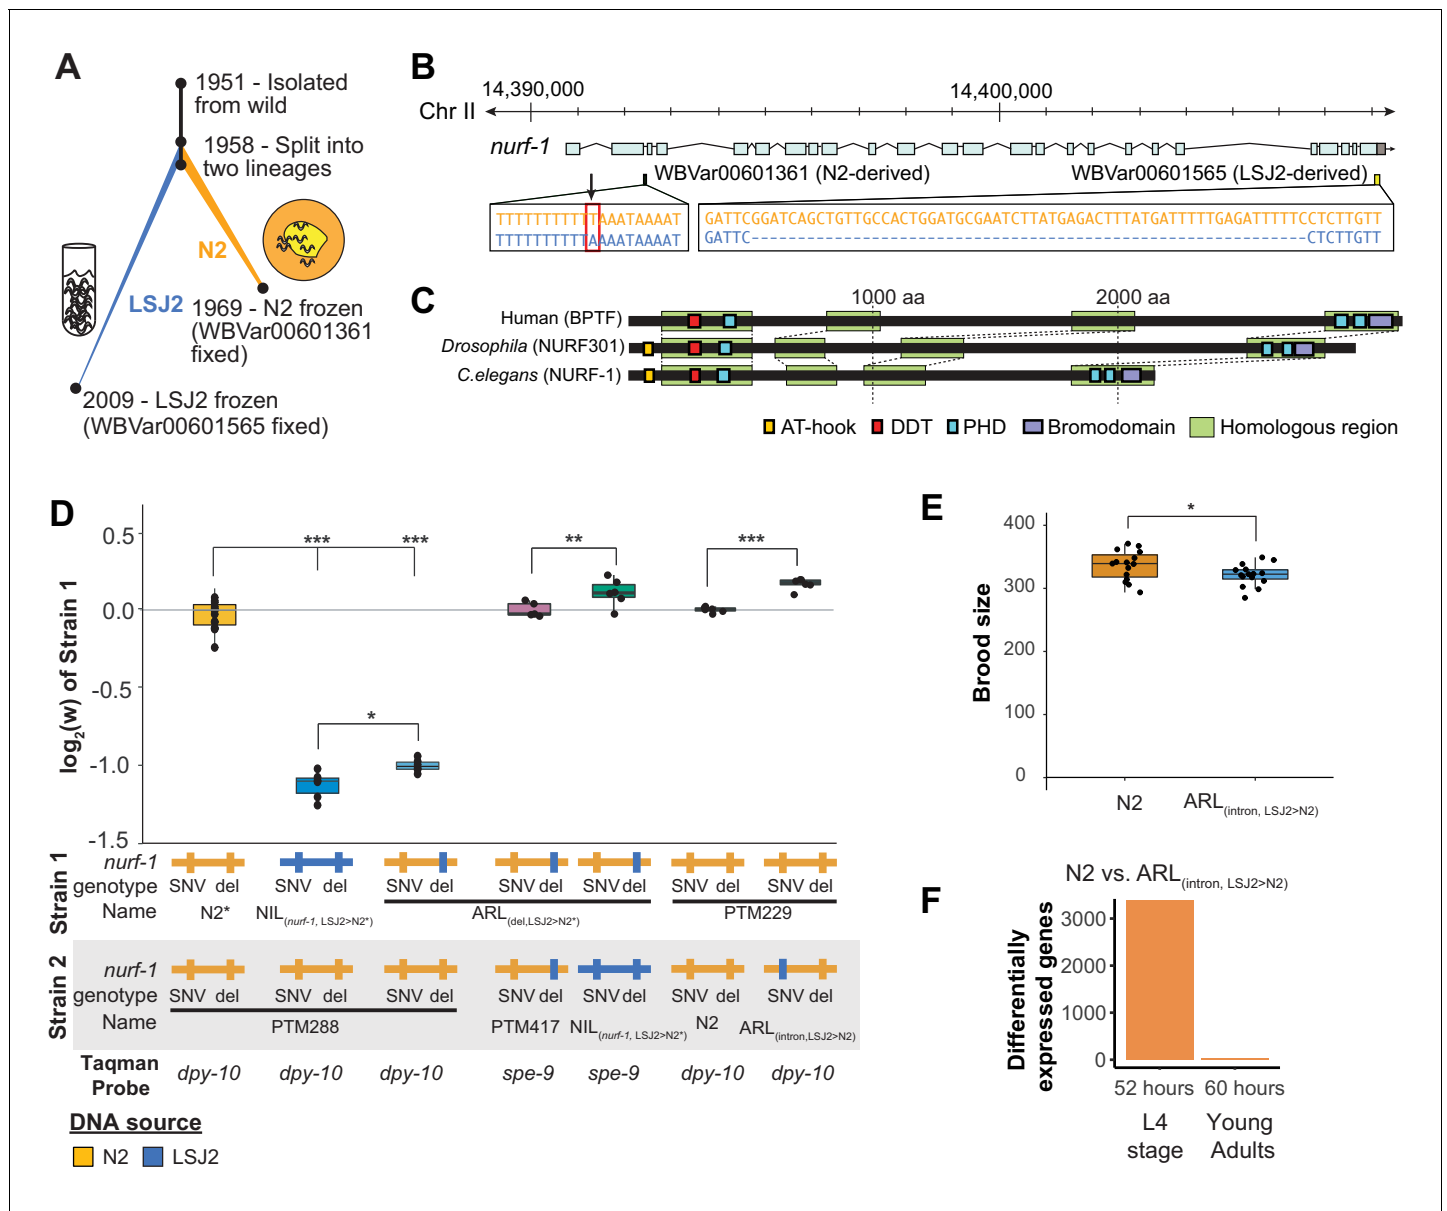 A
1951 - Isolated
from wild
1958 - Split into
two lineages
N2
LSJ2
1969 - N2 frozen
(WBVar00601361
fixed)
2009 - LSJ2 frozen
(WBVar00601565 fixed)
B
14,390,000
14,400,000
Chr II
nurf-1
WBVar00601361 (N2-derived)
WBVar00601565 (LSJ2-derived)
TTTTTTTTTTTAAATAAAAT
TTTTTTTTTTAAAATAAAAT
GATTCGGATCAGCTGTTGCCACTGGATGCGAATCTTATGAGACTTTATGATTTTTGAGATTTTTCCTCTTGTT
GATTC------------------------------------------------------------CTCTTGTT
C
1000 aa
2000 aa
Human (BPTF)
Drosophila (NURF301)
C.elegans (NURF-1)
AT-hook DDT PHD Bromodomain Homologous region
D
log2(w) of Strain 1
0.5
0.0
-0.5
-1.0
-1.5
*** *** ** ***
*
Strain 1
nurf-1
genotype
SNV del SNV del SNV del SNV del SNV del SNV del SNV del
Name
N2* NIL(nurf-1, LSJ2>N2*) ARL(del,LSJ2>N2*) PTM229
Strain 2
nurf-1
genotype
SNV del SNV del SNV del SNV del SNV del SNV del SNV del
Name
PTM288 PTM417 NIL(nurf-1, LSJ2>N2*) N2 ARL(intron,LSJ2>N2)
Taqman
Probe
dpy-10 dpy-10 dpy-10 spe-9 spe-9 dpy-10 dpy-10
DNA source
N2 LSJ2
E
Brood size
400
300
200
100
0
*
N2 ARL(intron, LSJ2>N2)
F
N2 vs. ARL(intron, LSJ2>N2)
Differentially
expressed genes
3000
2000
1000
0
52 hours 60 hours
L4
stage
Young
Adults